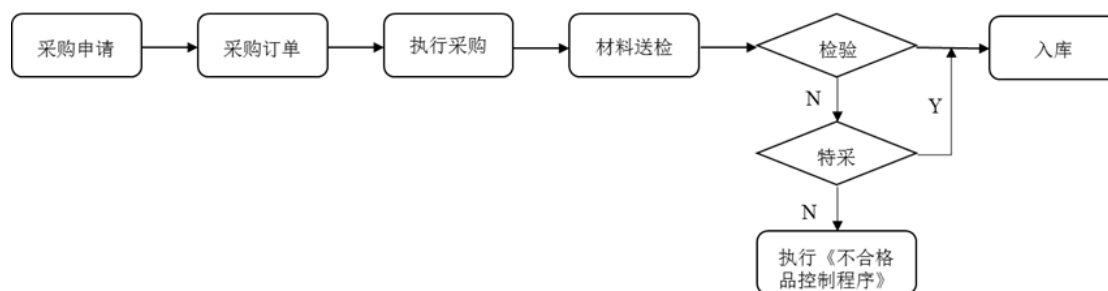 采购申请
采购订单
执行采购
材料送检
检验
入库
N
Y
特采
N
执行《不合格
品控制程序》